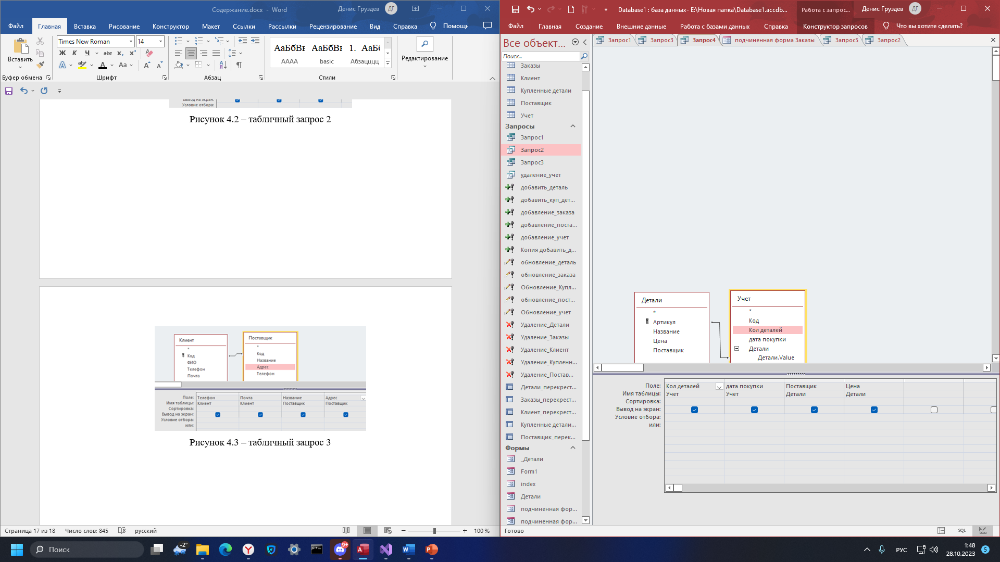 Содержание.docx - Word
Денис Груздев
ДГ
Файл
Главная
Вставка
Рисование
Конструктор
Макет
Ссылки
Рассылки
Рецензирование
Вид
Справка
Помощь
Вставить
Times New Roman
14
Ж К Ч abc x₂ x²
Aa
АаБбВвГ АаБбВвГ 1. АаБб
АААА
basic
Абзацццц
Редактирование
Буфер обмена
Шрифт
Абзац
Стили
Вывод на экран:
Условие отбора:
Рисунок 4.2 – табличный запрос 2
Клиент
*
Код
ФИО
Телефон
Почта
Поставщик
*
Код
Название
Адрес
Телефон
Поле: Телефон Почта Название Адрес
Имя таблицы: Клиент Клиент Поставщик Поставщик
Сортировка:
Вывод на экран:
Условие отбора:
или:
Рисунок 4.3 – табличный запрос 3
Страница 17 из 18
Число слов: 845
русский
100 %
Database1 : база данных- E:\Новая папка\Database1.accdb...
Работа с запрос...
Денис Груздев
ДГ
Файл
Главная
Создание
Внешние данные
Работа с базами данных
Справка
Конструктор запросов
Что вы хотите сделать?
Все объект...
Поиск...
Заказы
Клиент
Купленные детали
Поставщик
Учет
Запросы
Запрос1
Запрос2
Запрос3
удаление_учет
добавить_деталь
добавить_куп_дет...
добавление_заказа
добавление_поста...
добавление_учет
Копия добавить_д...
обновление_деталь
обновление_заказа
Обновление_Купл...
обновление_пост...
Обновление_учет
Удаление_Детали
Удаление_Заказы
Удаление_Клиент
Удаление_Купленн...
Удаление_Постав...
Детали_перекрест...
Заказы_перекрест...
Клиент_перекрест...
Купленные детали...
Поставщик_перек...
Формы
_Детали
Form1
index
Детали
подчиненная фор...
подчиненная фор...
Запрос1
Запрос3
Запрос4
подчиненная форма Заказы
Запрос5
Запрос2
Детали
*
Артикул
Название
Цена
Поставщик
Учет
*
Код
Кол деталей
дата покупки
Детали
Детали.Value
Поле: Кол деталей дата покупки Поставщик Цена
Имя таблицы: Учет Учет Детали Детали
Сортировка:
Вывод на экран:
Условие отбора:
или:
Готово
SQL
Поиск
-2°
9+
РУС
1:48
28.10.2023
5